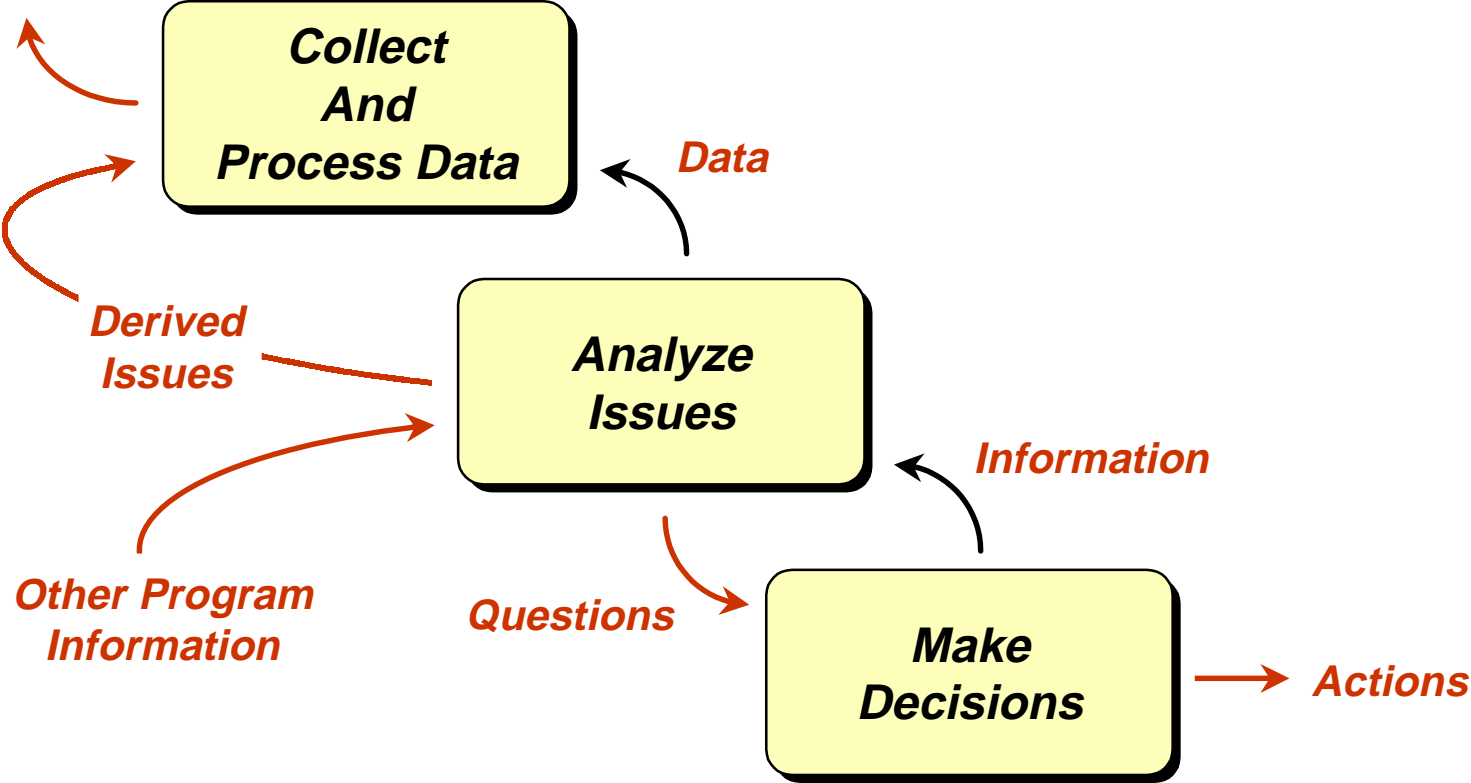 Collect
And
Process Data
Data
Derived
Issues
Analyze
Issues
Information
Other Program
Information
Questions
Make
Decisions
Actions